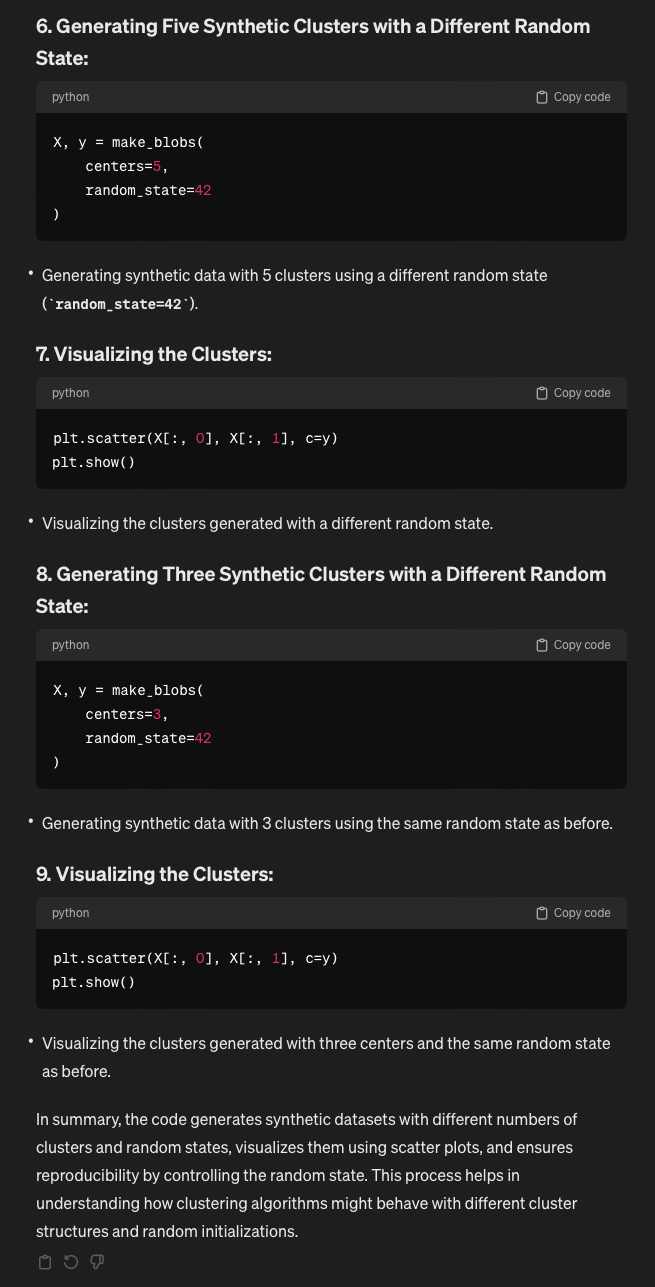 6. Generating Five Synthetic Clusters with a Different Random
State:
python
Copy code
X, y = make_blobs(
    centers=5,
    random_state=42
)
• Generating synthetic data with 5 clusters using a different random state
(`random_state=42`).
7. Visualizing the Clusters:
python
Copy code
plt.scatter(X[:, 0], X[:, 1], c=y)
plt.show()
• Visualizing the clusters generated with a different random state.
8. Generating Three Synthetic Clusters with a Different Random
State:
python
Copy code
X, y = make_blobs(
    centers=3,
    random_state=42
)
• Generating synthetic data with 3 clusters using the same random state as before.
9. Visualizing the Clusters:
python
Copy code
plt.scatter(X[:, 0], X[:, 1], c=y)
plt.show()
• Visualizing the clusters generated with three centers and the same random state
as before.
In summary, the code generates synthetic datasets with different numbers of
clusters and random states, visualizes them using scatter plots, and ensures
reproducibility by controlling the random state. This process helps in
understanding how clustering algorithms might behave with different cluster
structures and random initializations.